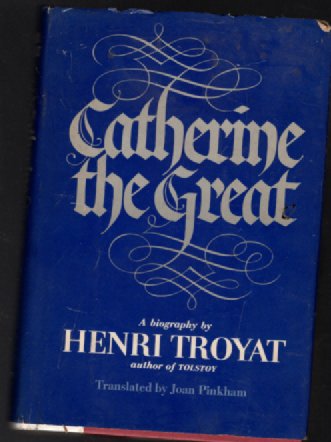 Catherine
the Great
A biography by
HENRI TROYAT
author of TOLSTOY
Translated by Joan Pinkham